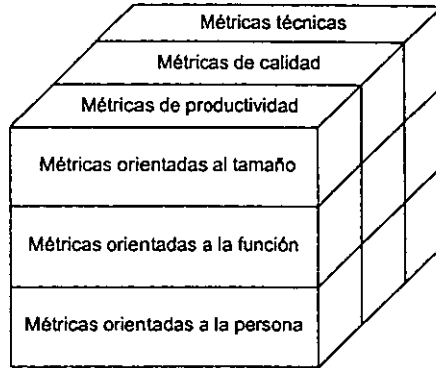 Métricas técnicas
Métricas de calidad
Métricas de productividad
Métricas orientadas al tamaño
Métricas orientadas a la función
Métricas orientadas a la persona